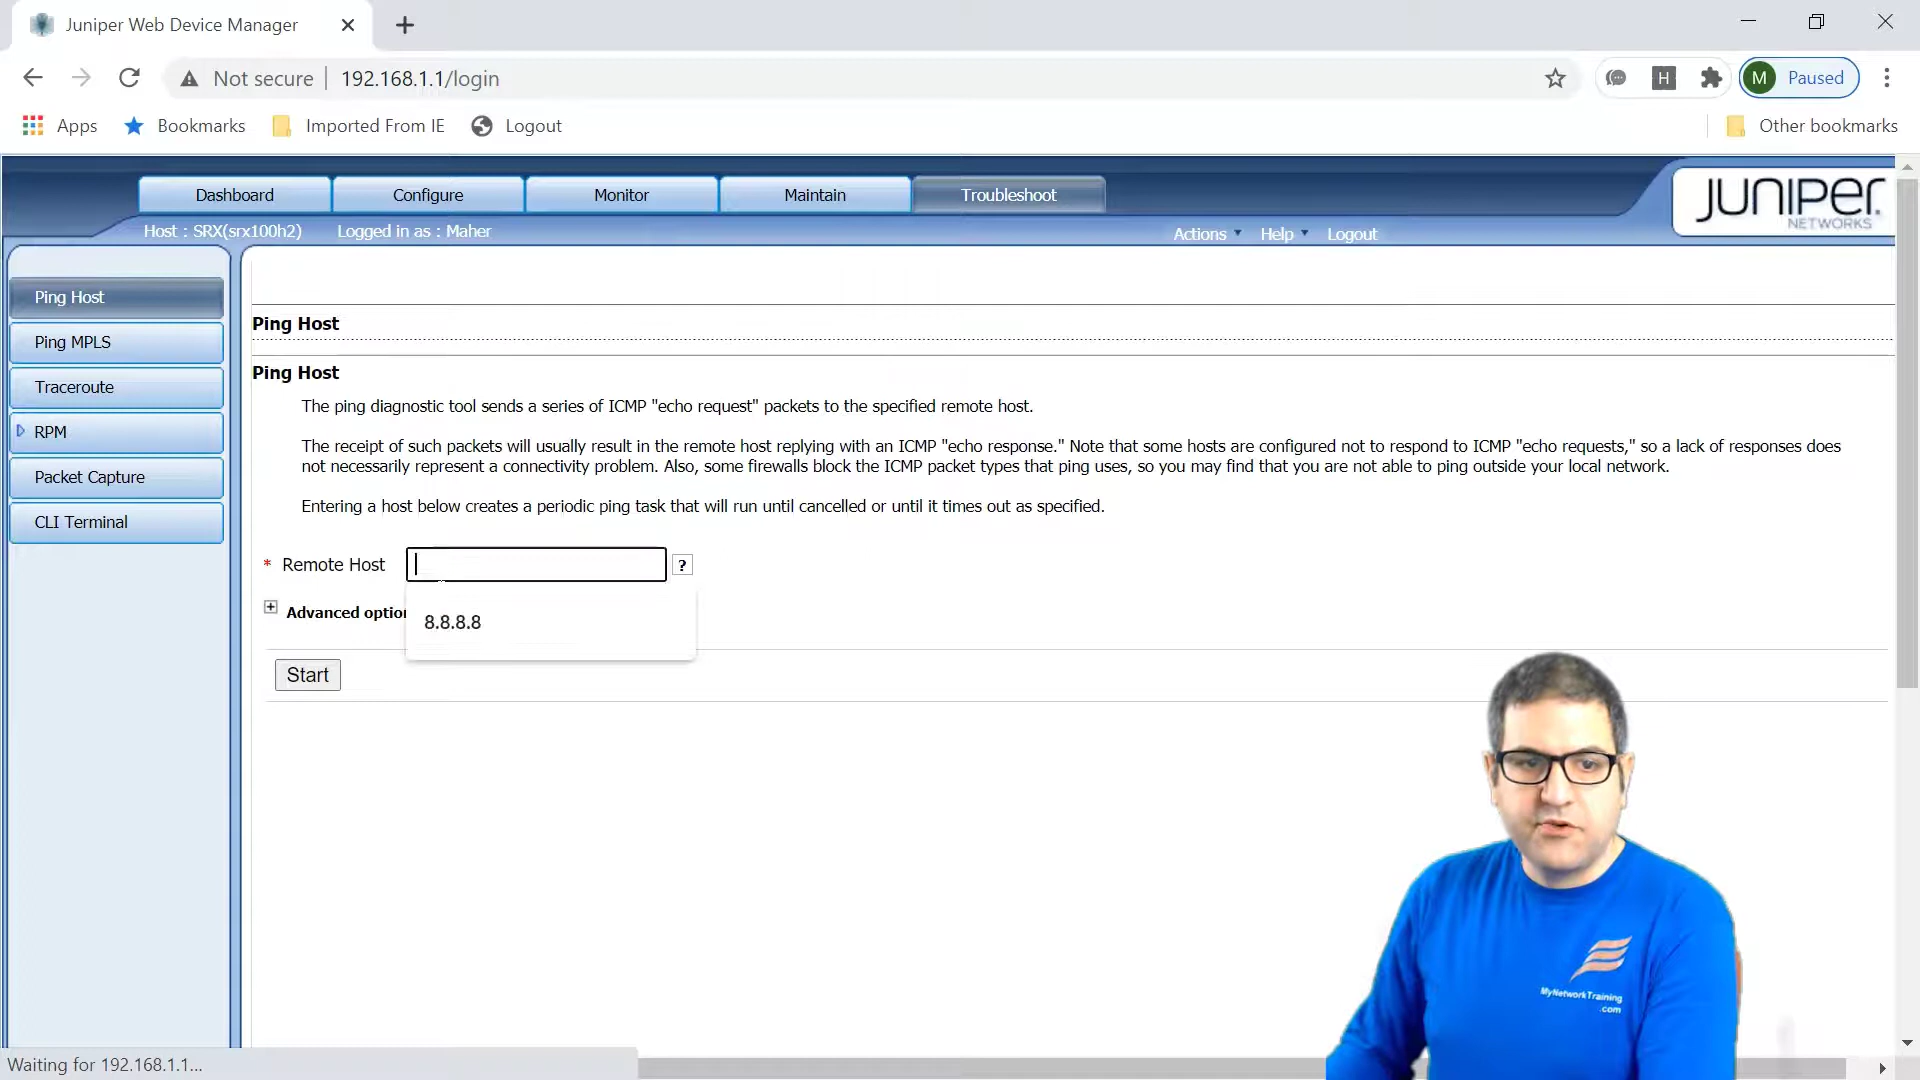 Juniper Web Device Manager
Not secure | 192.168.1.1/login
H
M Paused
Apps Bookmarks Imported From IE Logout Other bookmarks
Dashboard Configure Monitor Maintain Troubleshoot
JUNIPER
NETWORKS
Host : SRX(srx100h2) Logged in as : Maher Actions Help Logout
Ping Host
Ping MPLS
Traceroute
RPM
Packet Capture
CLI Terminal
Ping Host
Ping Host
The ping diagnostic tool sends a series of ICMP "echo request" packets to the specified remote host.
The receipt of such packets will usually result in the remote host replying with an ICMP "echo response." Note that some hosts are configured not to respond to ICMP "echo requests," so a lack of responses does
not necessarily represent a connectivity problem. Also, some firewalls block the ICMP packet types that ping uses, so you may find that you are not able to ping outside your local network.
Entering a host below creates a periodic ping task that will run until cancelled or until it times out as specified.
* Remote Host ?
Advanced option
8.8.8.8
Start
MyNetworkTraining
.com
Waiting for 192.168.1.1...